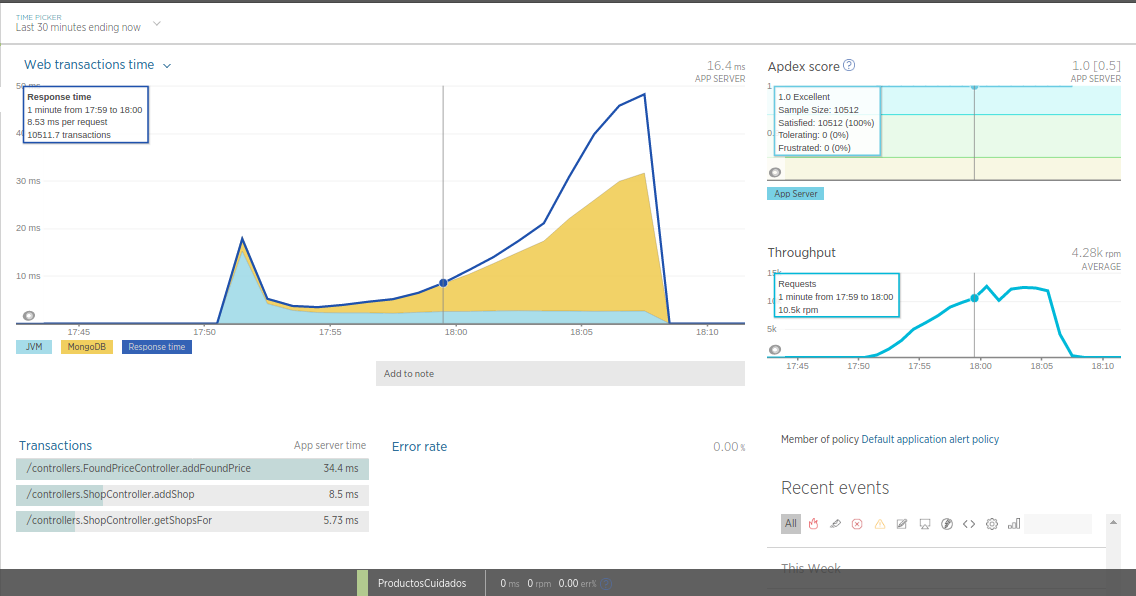 TIME PICKER
Last 30 minutes ending now
Web transactions time
16.4 ms
APP SERVER
50 ms
Response time
1 minute from 17:59 to 18:00
8.53 ms per request
10511.7 transactions
30 ms
20 ms
10 ms
17:45 17:50 17:55 18:00 18:05 18:10
JVM MongoDB Response time
Add to note
Apdex score ?
1.0 [0.5]
APP SERVER
1
1.0 Excellent
Sample Size: 10512
Satisfied: 10512 (100%)
Tolerating: 0 (0%)
Frustrated: 0 (0%)
App Server
Throughput
4.28k rpm
AVERAGE
15k
Requests
1 minute from 17:59 to 18:00
10.5k rpm
5k
17:45 17:50 17:55 18:00 18:05 18:10
Transactions App server time
/controllers.FoundPriceController.addFoundPrice 34.4 ms
/controllers.ShopController.addShop 8.5 ms
/controllers.ShopController.getShopsFor 5.73 ms
Error rate 0.00 %
Member of policy Default application alert policy
Recent events
All
This Week
ProductosCuidados 0 ms 0 rpm 0.00 err% ?